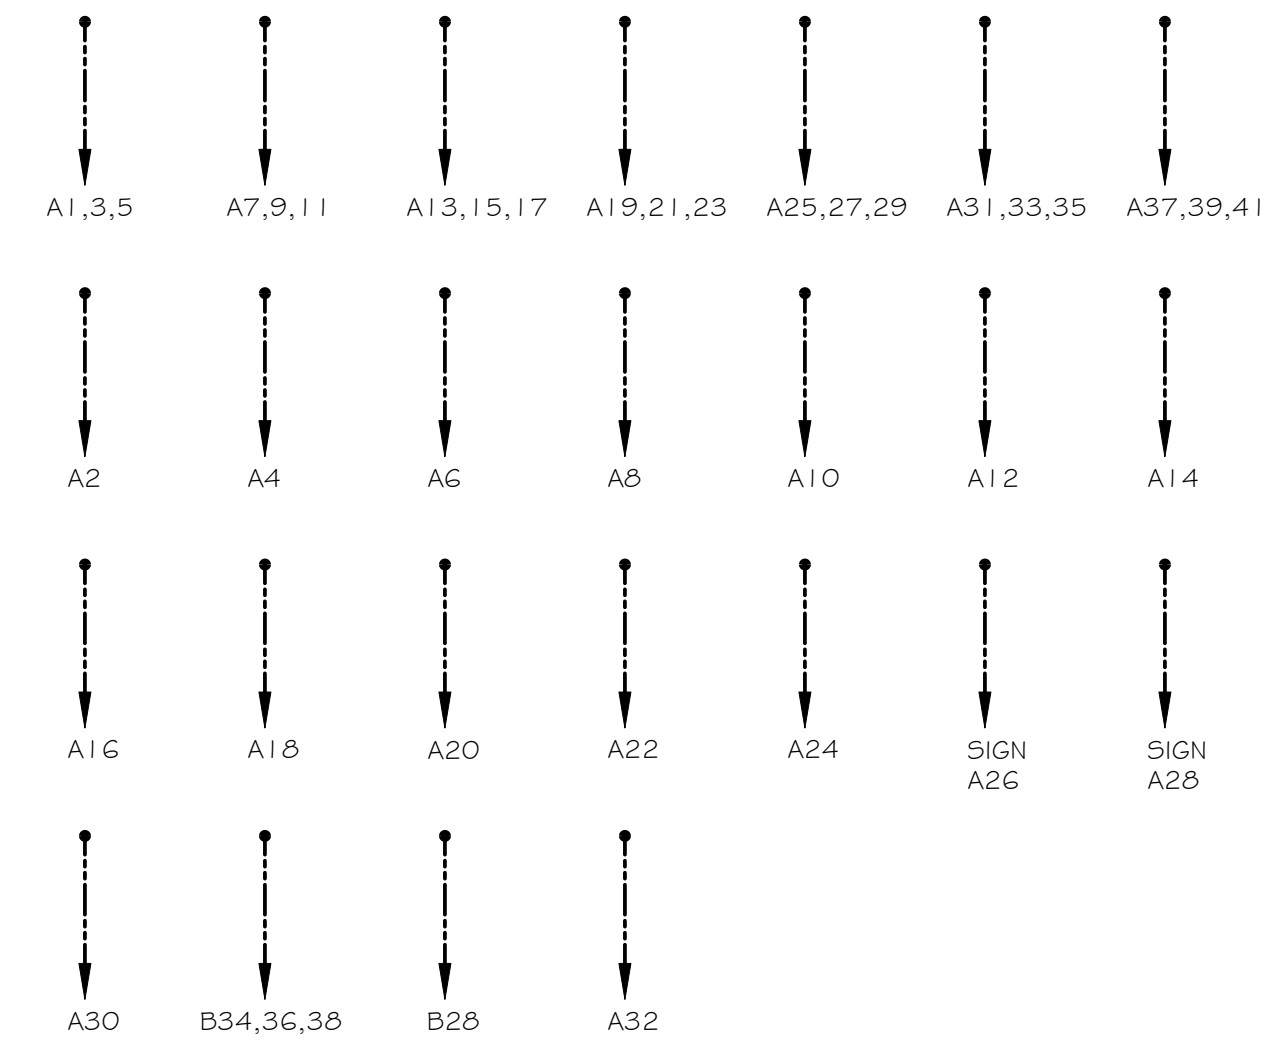 A1,3,5 A7,9,11 A13,15,17 A19,21,23 A25,27,29 A31,33,35 A37,39,41
A2 A4 A6 A8 A10 A12 A14
A16 A18 A20 A22 A24 SIGN SIGN
A26 A28
A30 B34,36,38 B28 A32